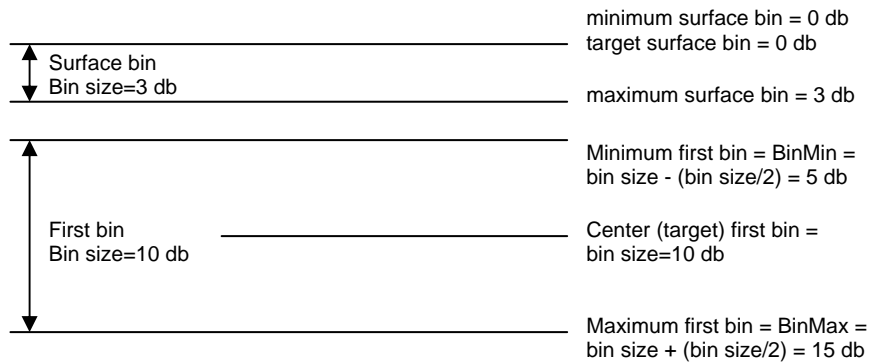 minimum surface bin = 0 db
target surface bin = 0 db
Surface bin
Bin size=3 db
maximum surface bin = 3 db
Minimum first bin = BinMin =
bin size - (bin size/2) = 5 db
First bin
Bin size=10 db
Center (target) first bin =
bin size=10 db
Maximum first bin = BinMax =
bin size + (bin size/2) = 15 db